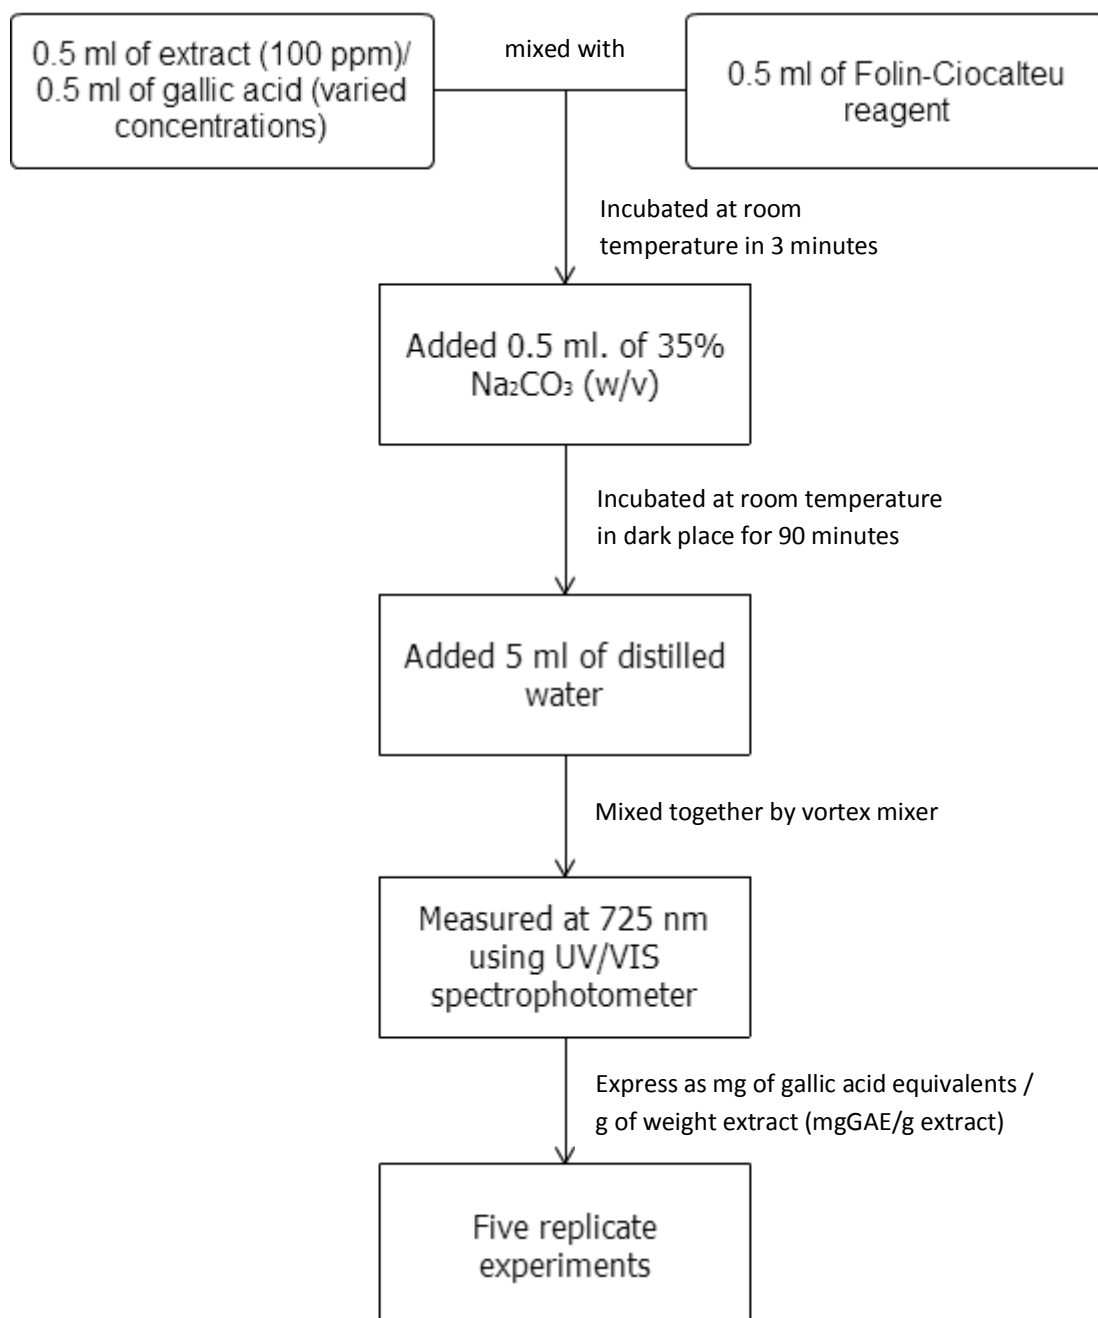 0.5 ml of extract (100 ppm)/
0.5 ml of gallic acid (varied
concentrations)
mixed with
0.5 ml of Folin-Ciocalteu
reagent
Incubated at room
temperature in 3 minutes
Added 0.5 ml. of 35%
Na₂CO₃ (w/v)
Incubated at room temperature
in dark place for 90 minutes
Added 5 ml of distilled
water
Mixed together by vortex mixer
Measured at 725 nm
using UV/VIS
spectrophotometer
Express as mg of gallic acid equivalents /
g of weight extract (mgGAE/g extract)
Five replicate
experiments